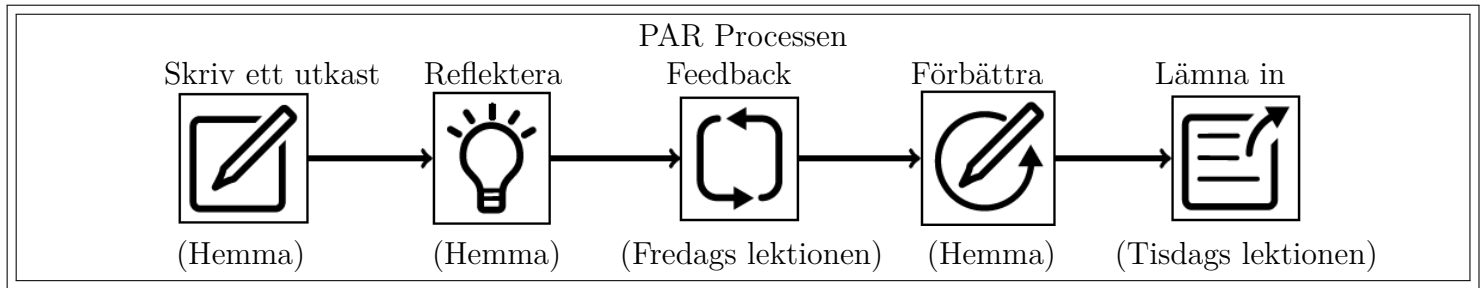 PAR Processen
Skriv ett utkast Reflektera Feedback Förbättra Lämna in
(Hemma) (Hemma) (Fredags lektionen) (Hemma) (Tisdags lektionen)